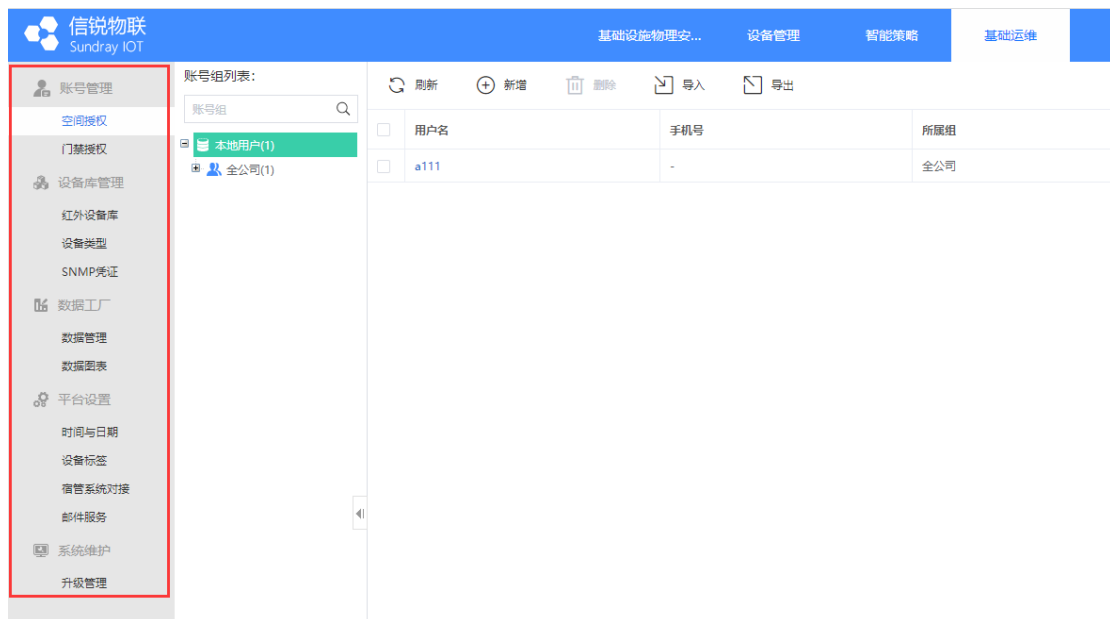 信锐物联
Sundray IOT
基础设施物理安...
设备管理
智能策略
基础运维
账号管理
空间授权
门禁授权
设备库管理
红外设备库
设备类型
SNMP凭证
数据工厂
数据管理
数据图表
平台设置
时间与日期
设备标签
宿管系统对接
邮件服务
系统维护
升级管理
账号组列表:
账号组
本地用户(1)
全公司(1)
刷新 新增 删除 导入 导出
用户名 手机号 所属组
a111 - 全公司